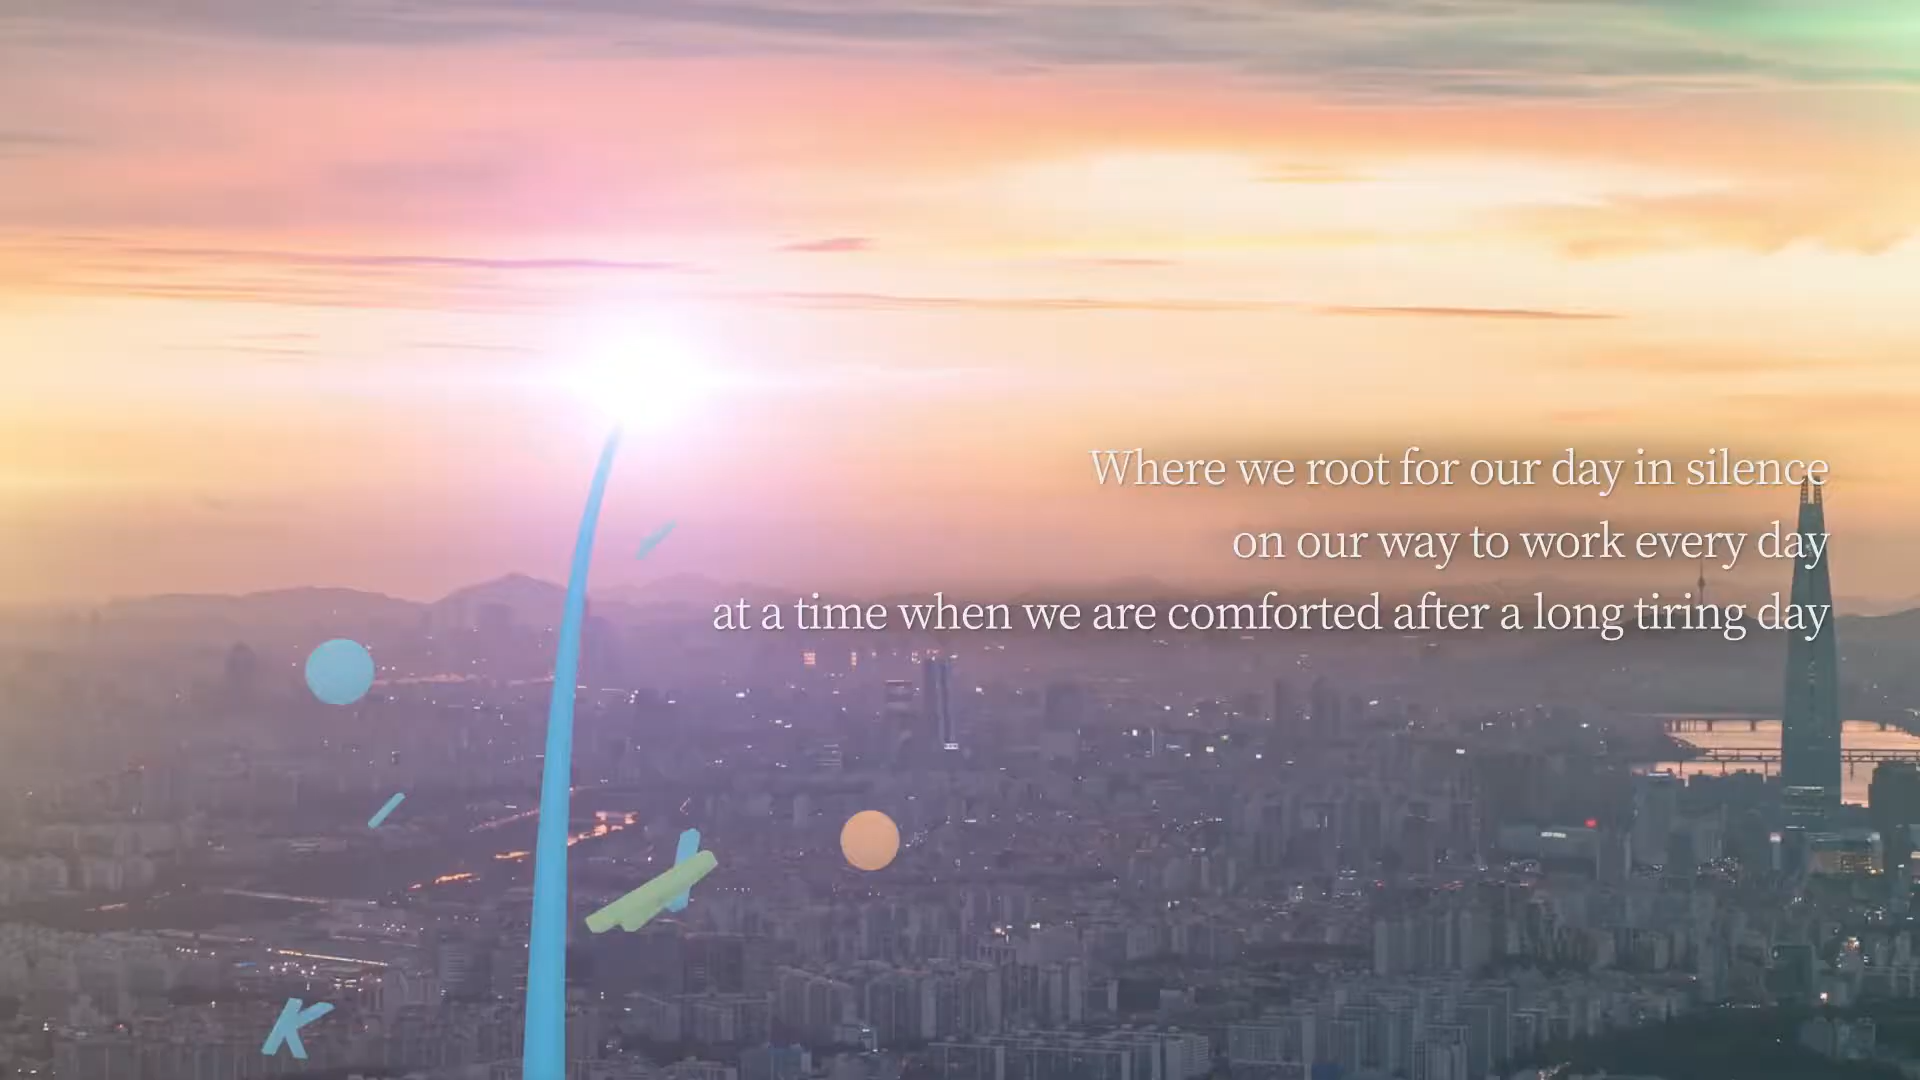 Where we root for our day in silence
on our way to work every day
at a time when we are comforted after a long tiring day
K